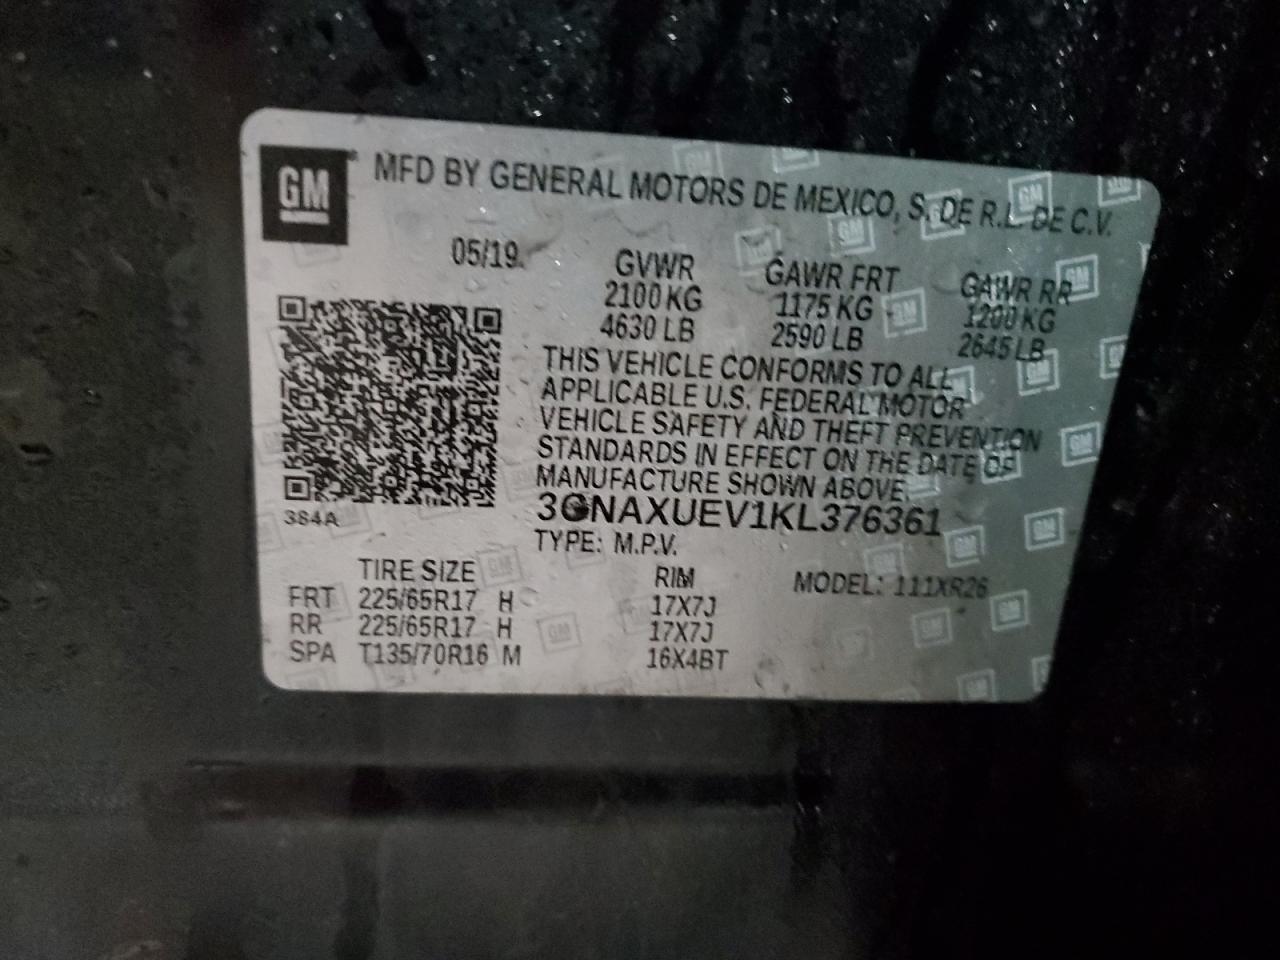 GM
MFD BY GENERAL MOTORS DE MEXICO, S. DE R.L. DE C.V.
05/19 GVWR GAWR FRT GAWR RR
2100 KG 1175 KG 1200 KG
4630 LB 2590 LB 2645 LB
THIS VEHICLE CONFORMS TO ALL
APPLICABLE U.S. FEDERAL MOTOR
VEHICLE SAFETY AND THEFT PREVENTION
STANDARDS IN EFFECT ON THE DATE OF
MANUFACTURE SHOWN ABOVE.
384A
3GNAXUEV1KL376361
TYPE: M.P.V.
TIRE SIZE RIM MODEL: 111XR26
FRT 225/65R17 H 17X7J
RR 225/65R17 H 17X7J
SPA T135/70R16 M 16X4BT